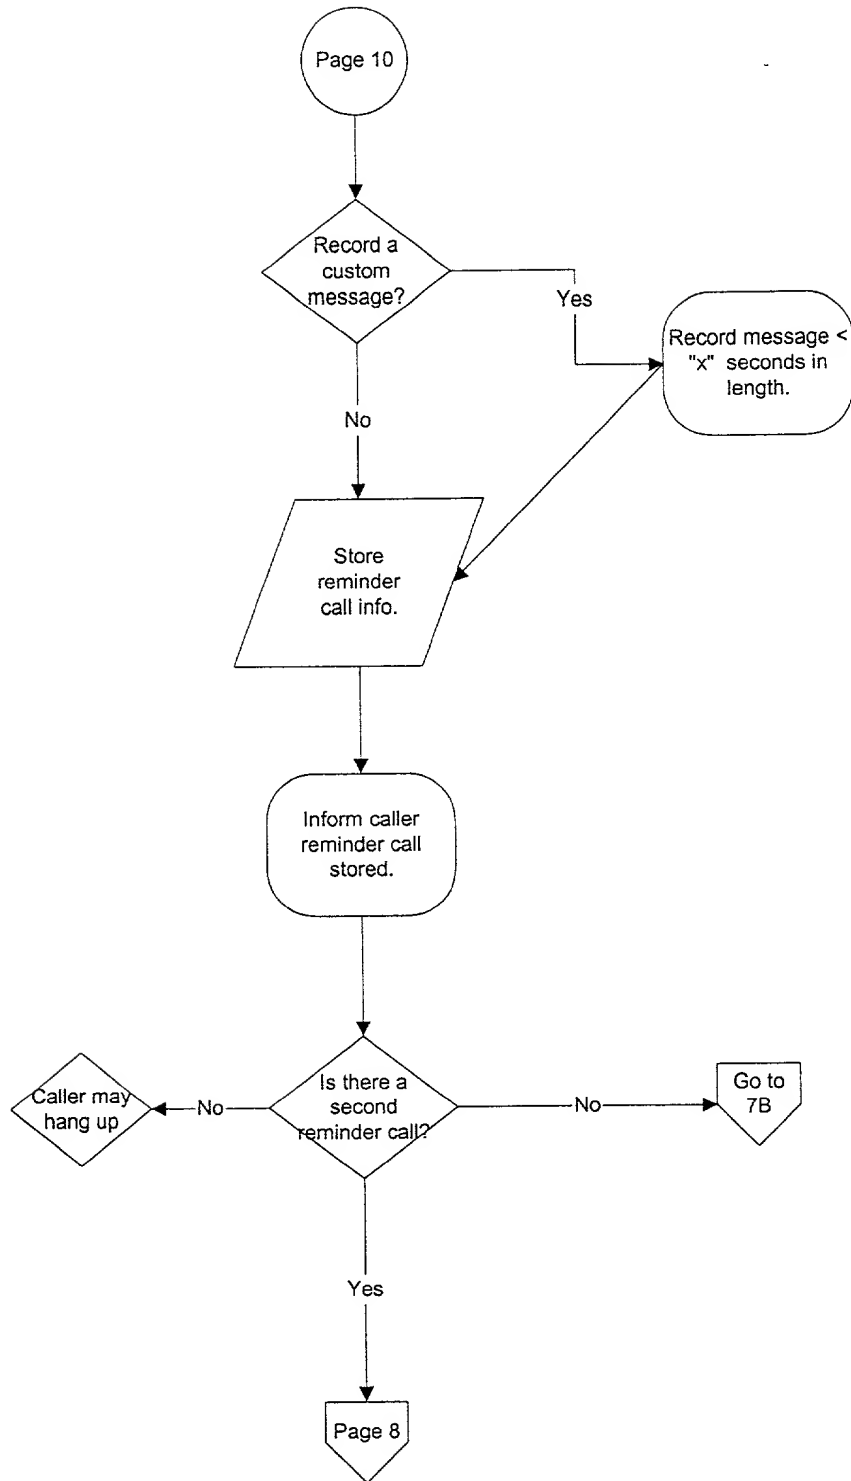 Page 10
Record a
custom
message?
Yes
Record message <
"x" seconds in
length.
No
Store
reminder
call info.
Inform caller
reminder call
stored.
Caller may
hang up
No
Is there a
second
reminder call?
No
Go to
7B
Yes
Page 8